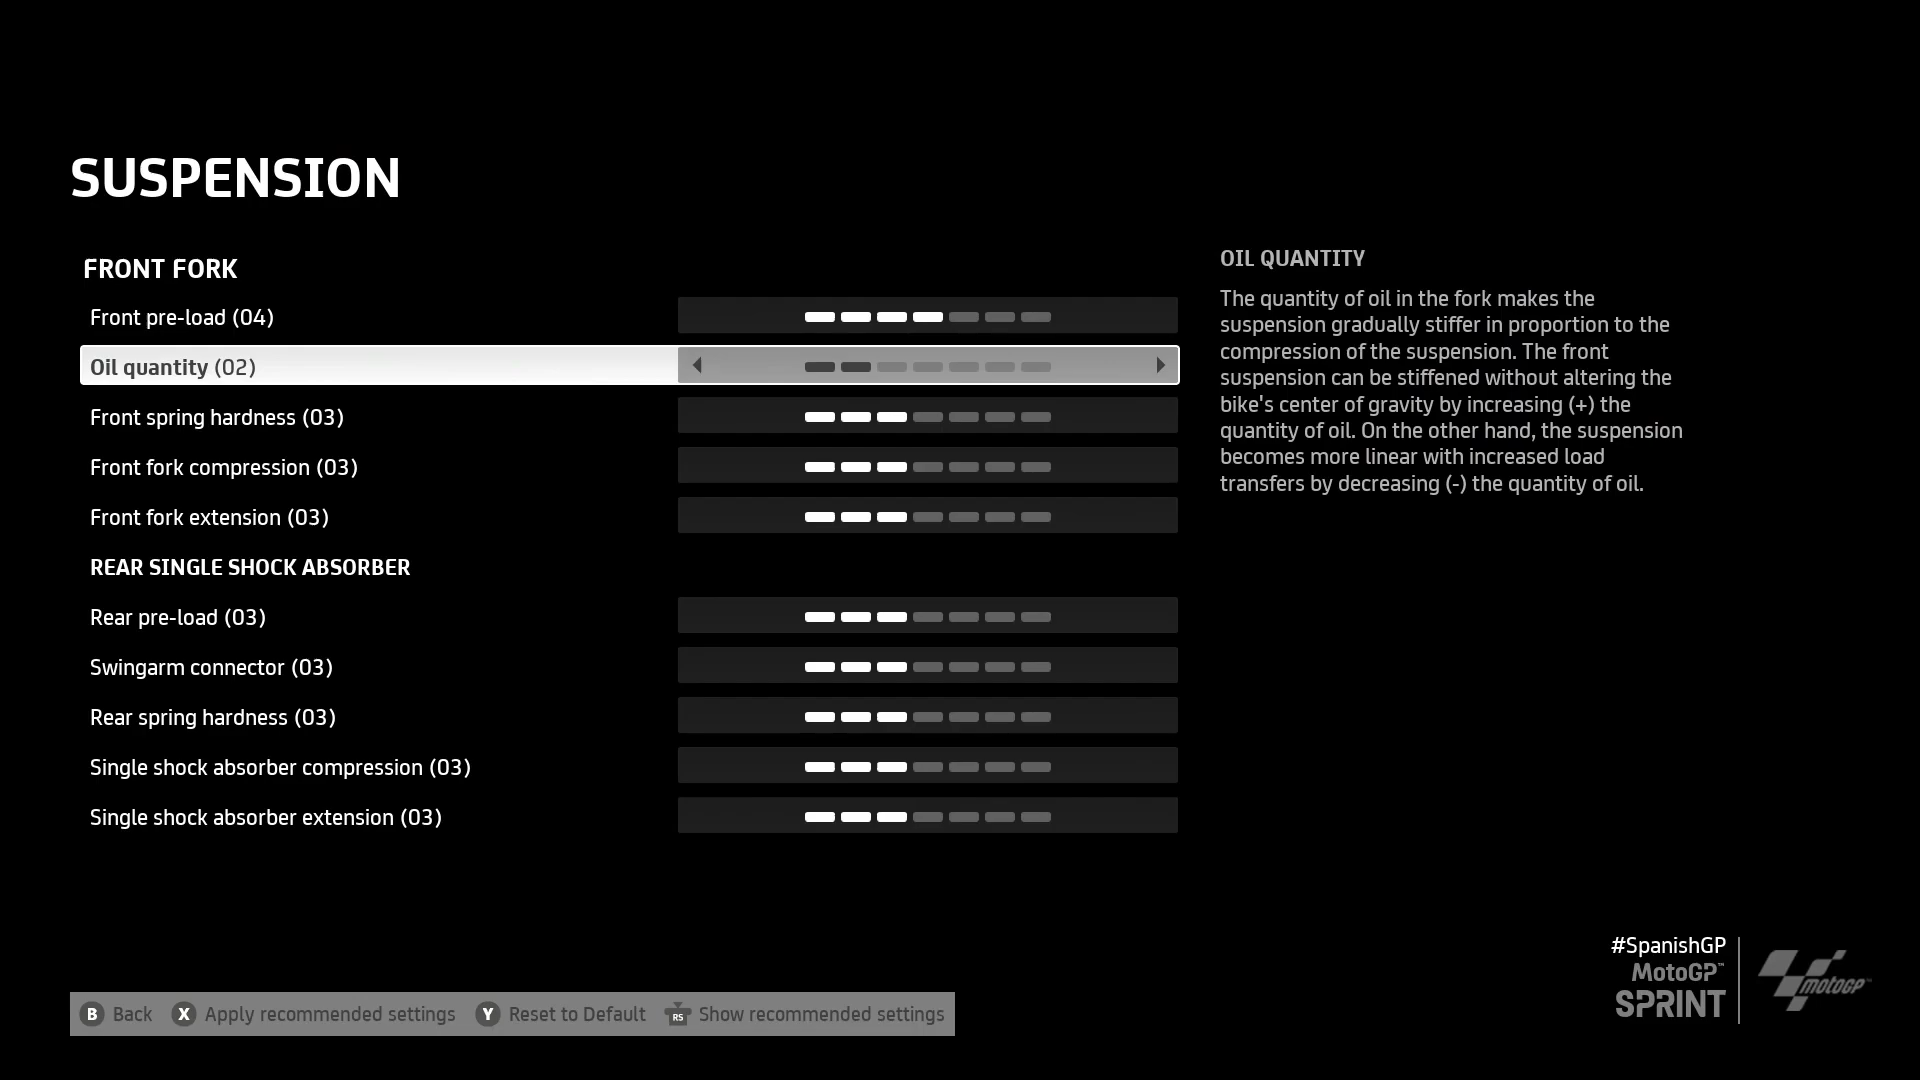 SUSPENSION
FRONT FORK
Front pre-load (04)
Oil quantity (02)
Front spring hardness (03)
Front fork compression (03)
Front fork extension (03)
REAR SINGLE SHOCK ABSORBER
Rear pre-load (03)
Swingarm connector (03)
Rear spring hardness (03)
Single shock absorber compression (03)
Single shock absorber extension (03)
OIL QUANTITY
The quantity of oil in the fork makes the
suspension gradually stiffer in proportion to the
compression of the suspension. The front
suspension can be stiffened without altering the
bike's center of gravity by increasing (+) the
quantity of oil. On the other hand, the suspension
becomes more linear with increased load
transfers by decreasing (-) the quantity of oil.
#SpanishGP
MotoGP™
SPRINT
motoGP™
B Back X Apply recommended settings Y Reset to Default RS Show recommended settings